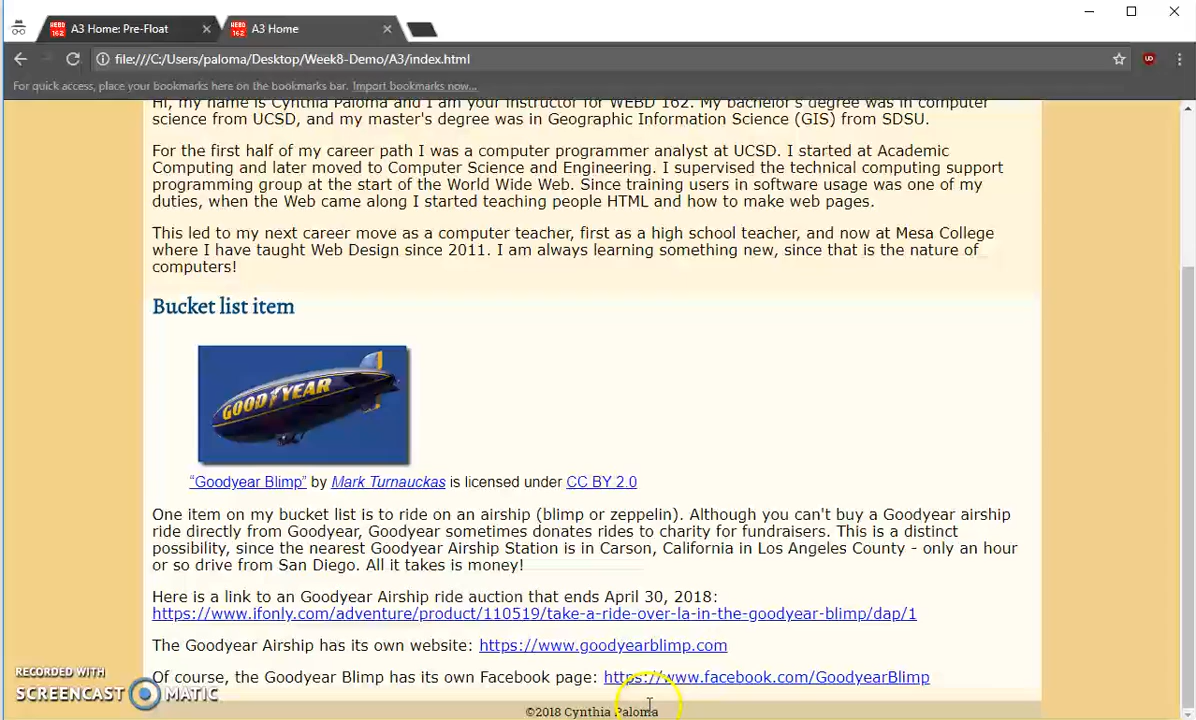 A3 Home: Pre-Float
A3 Home
file:///C:/Users/paloma/Desktop/Week8-Demo/A3/index.html
For quick access, place your bookmarks here on the bookmarks bar. Import bookmarks now...
Hi, my name is Cynthia Paloma and I am your instructor for WEBD 162. My bachelor's degree was in computer
science from UCSD, and my master's degree was in Geographic Information Science (GIS) from SDSU.
For the first half of my career path I was a computer programmer analyst at UCSD. I started at Academic
Computing and later moved to Computer Science and Engineering. I supervised the technical computing support
programming group at the start of the World Wide Web. Since training users in software usage was one of my
duties, when the Web came along I started teaching people HTML and how to make web pages.
This led to my next career move as a computer teacher, first as a high school teacher, and now at Mesa College
where I have taught Web Design since 2011. I am always learning something new, since that is the nature of
computers!
Bucket list item
GOODYEAR
“Goodyear Blimp” by Mark Turnauckas is licensed under CC BY 2.0
One item on my bucket list is to ride on an airship (blimp or zeppelin). Although you can't buy a Goodyear airship
ride directly from Goodyear, Goodyear sometimes donates rides to charity for fundraisers. This is a distinct
possibility, since the nearest Goodyear Airship Station is in Carson, California in Los Angeles County - only an hour
or so drive from San Diego. All it takes is money!
Here is a link to an Goodyear Airship ride auction that ends April 30, 2018:
https://www.ifonly.com/adventure/product/110519/take-a-ride-over-la-in-the-goodyear-blimp/dap/1
The Goodyear Airship has its own website: https://www.goodyearblimp.com
Of course, the Goodyear Blimp has its own Facebook page: https://www.facebook.com/GoodyearBlimp
©2018 Cynthia Paloma
RECORDED WITH
SCREENCAST MATIC